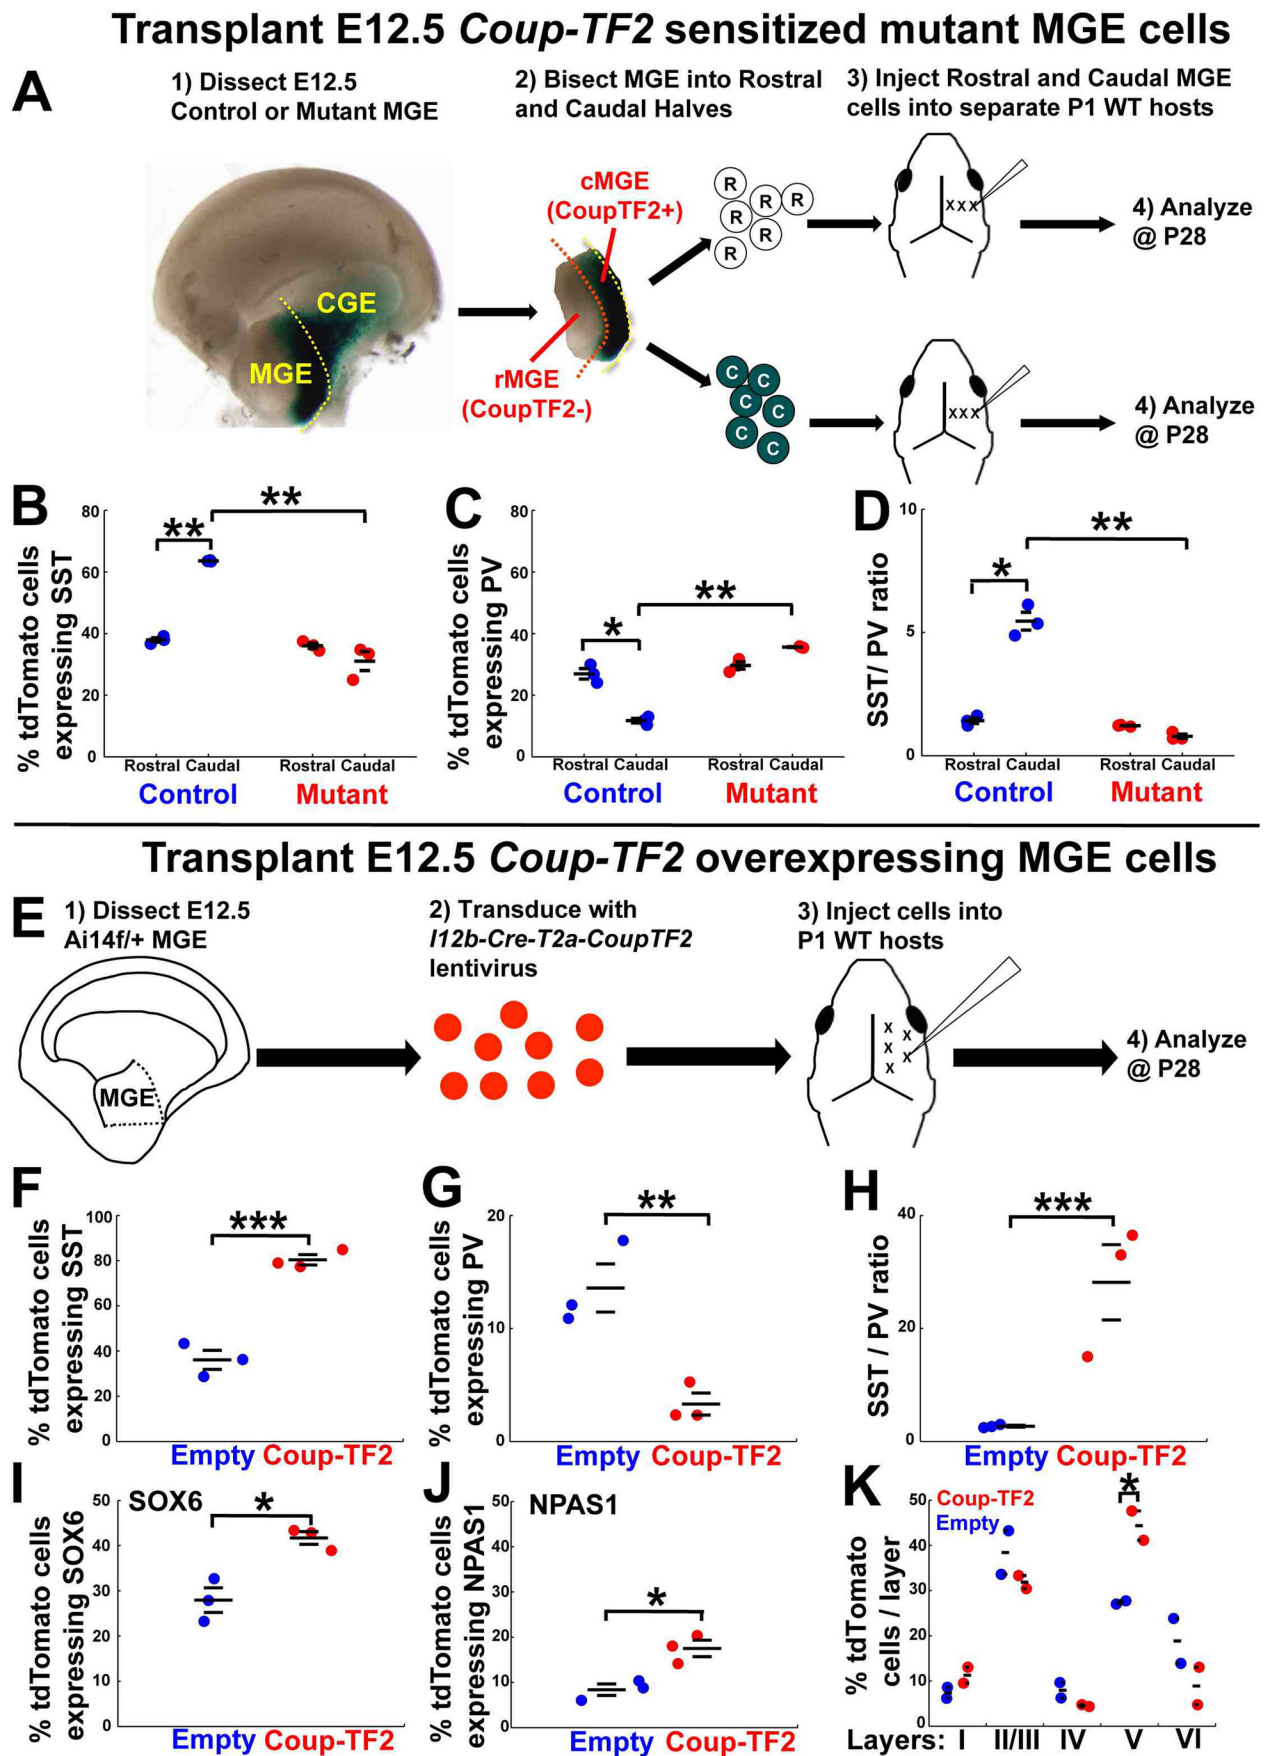 Transplant E12.5 Coup-TF2 sensitized mutant MGE cells
A
1) Dissect E12.5
Control or Mutant MGE
2) Bisect MGE into Rostral
and Caudal Halves
3) Inject Rostral and Caudal MGE
cells into separate P1 WT hosts
CGE
MGE
cMGE
(CoupTF2+)
rMGE
(CoupTF2-)
R
R R
R
R
R
x x x
4) Analyze
@ P28
C
C
C
C
C
C
x x x
4) Analyze
@ P28
B
% tdTomato cells
expressing SST
80
60
40
20
0
**
**
Rostral Caudal
Rostral Caudal
Control
Mutant
C
% tdTomato cells
expressing PV
80
60
40
20
0
*
**
Rostral Caudal
Rostral Caudal
Control
Mutant
D
SST/ PV ratio
10
5
0
*
**
Rostral Caudal
Rostral Caudal
Control
Mutant
Transplant E12.5 Coup-TF2 overexpressing MGE cells
E
1) Dissect E12.5
Ai14f/+ MGE
2) Transduce with
I12b-Cre-T2a-CoupTF2
lentivirus
3) Inject cells into
P1 WT hosts
MGE
x
x
x
x
x
4) Analyze
@ P28
F
% tdTomato cells
expressing SST
100
80
60
40
20
0
***
Empty Coup-TF2
G
% tdTomato cells
expressing PV
20
10
0
**
Empty Coup-TF2
H
SST / PV ratio
40
20
0
***
Empty Coup-TF2
I
% tdTomato cells
expressing SOX6
50
40
30
20
10
0
SOX6
*
Empty Coup-TF2
J
% tdTomato cells
expressing NPAS1
50
40
30
20
10
0
NPAS1
*
Empty Coup-TF2
K
% tdTomato
cells / layer
50
40
30
20
10
0
Coup-TF2
Empty
*
Layers: I II/III IV V VI